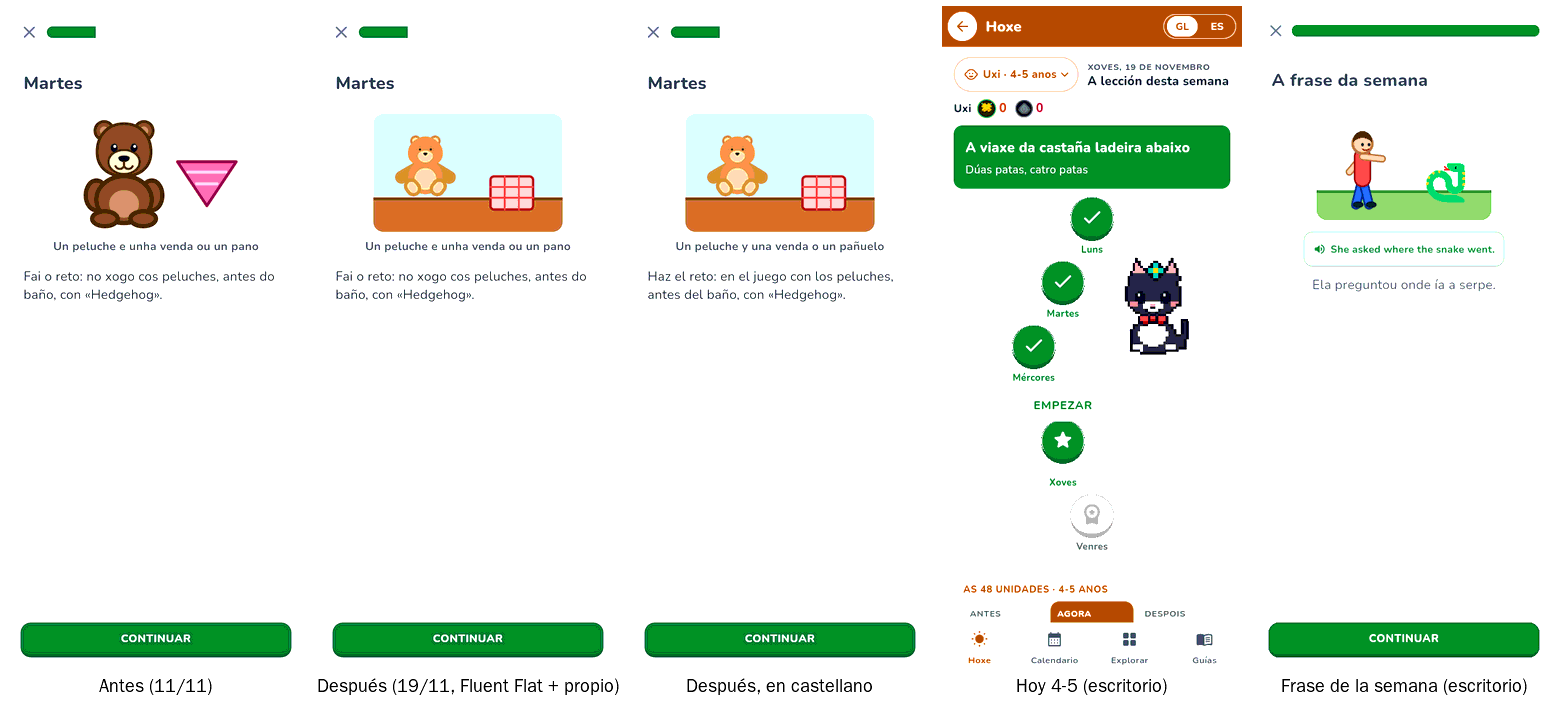 Martes
Un peluche e unha venda ou un pano
Fai o reto: no xogo cos peluches, antes do
baño, con «Hedgehog».
CONTINUAR
Antes (11/11)
Martes
Un peluche e unha venda ou un pano
Fai o reto: no xogo cos peluches, antes do
baño, con «Hedgehog».
CONTINUAR
Después (19/11, Fluent Flat + propio)
Martes
Un peluche y una venda o un pañuelo
Haz el reto: en el juego con los peluches,
antes del baño, con «Hedgehog».
CONTINUAR
Después, en castellano
Hoxe
GL ES
Uxi · 4-5 anos
XOVES, 19 DE NOVEMBRO
A lección desta semana
Uxi 0 0
A viaxe da castaña ladeira abaixo
Dúas patas, catro patas
Luns
Martes
Mércores
EMPEZAR
Xoves
Venres
AS 48 UNIDADES · 4-5 ANOS
ANTES AGORA DESPOIS
Hoxe Calendario Explorar Guías
Hoy 4-5 (escritorio)
A frase da semana
She asked where the snake went.
Ela preguntou onde ía a serpe.
CONTINUAR
Frase de la semana (escritorio)